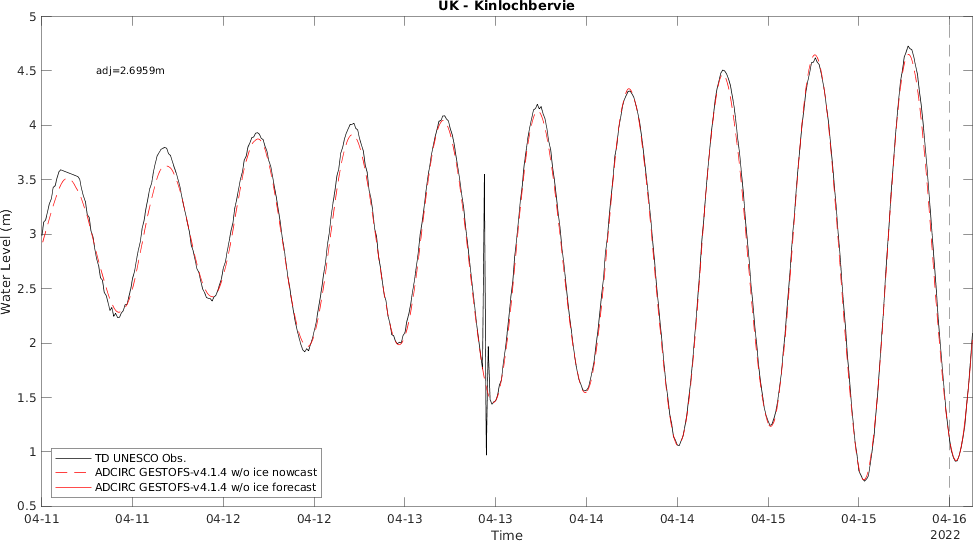 UK - Kinlochbervie
5
4.5
4
3.5
3
2.5
2
1.5
1
0.5
Water Level (m)
adj=2.6959m
TD UNESCO Obs.
ADCIRC GESTOFS-v4.1.4 w/o ice nowcast
ADCIRC GESTOFS-v4.1.4 w/o ice forecast
04-11 04-11 04-12 04-12 04-13 04-13 04-14 04-14 04-15 04-15 04-16
Time
2022